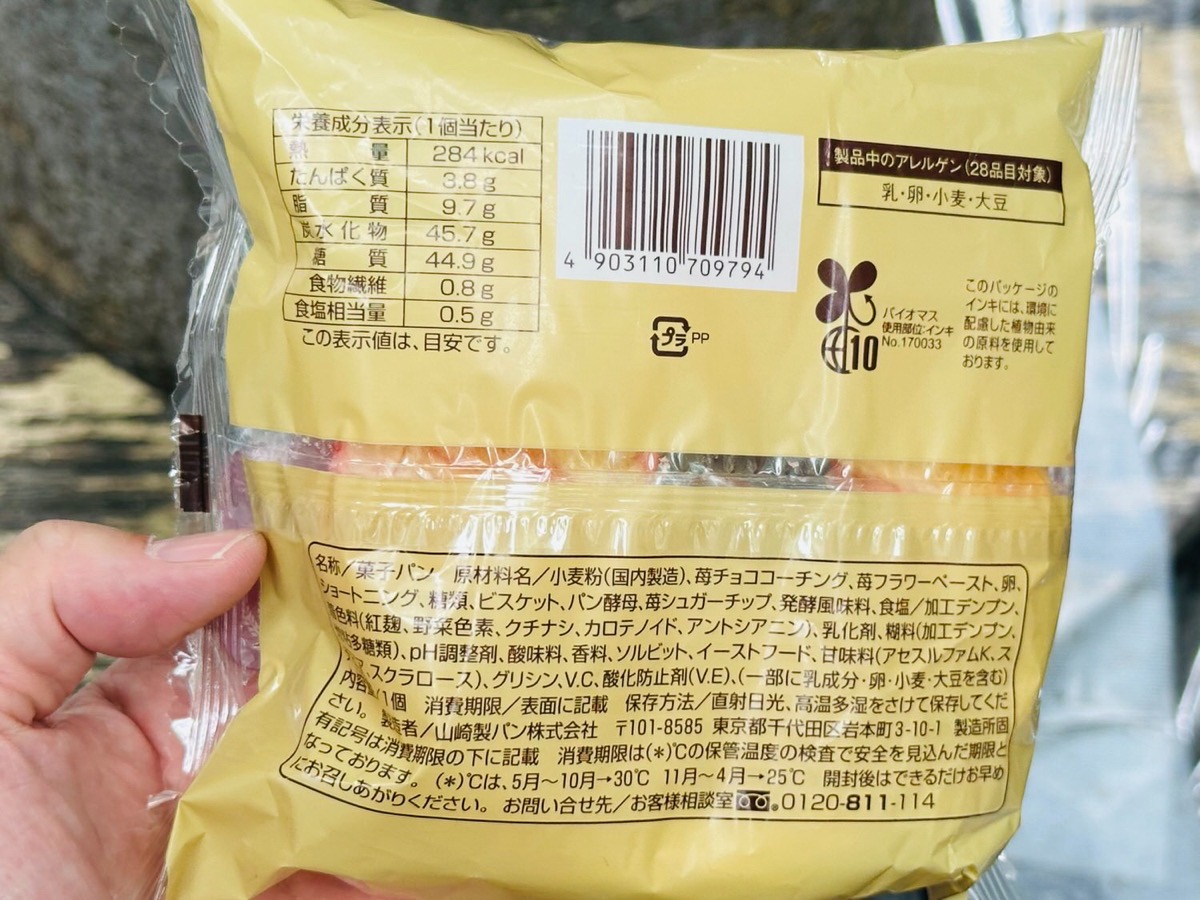 栄養成分表示(1個当たり)
熱量 284kcal
たんぱく質 3.8g
脂質 9.7g
炭水化物 45.7g
糖質 44.9g
食物繊維 0.8g
食塩相当量 0.5g
この表示値は、目安です。
4 903110 709794
プラ PP
製品中のアレルゲン(28品目対象)
乳・卵・小麦・大豆
バイオマス
使用部位:インキ
No.170033
10
このパッケージの
インキには、環境に
配慮した植物由来
の原料を使用して
おります。
名称/菓子パン 原材料名/小麦粉(国内製造)、苺チョココーチング、苺フラワーペースト、卵、
ショートニング、糖類、ビスケット、パン酵母、苺シュガーチップ、発酵風味料、食塩/加工デンプン、
着色料(紅麹、野菜色素、クチナシ、カロテノイド、アントシアニン)、乳化剤、糊料(加工デンプン、
増粘多糖類)、pH調整剤、酸味料、香料、ソルビット、イーストフード、甘味料(アセスルファムK、ス
クラロース)、グリシン、V.C、酸化防止剤(V.E)、(一部に乳成分・卵・小麦・大豆を含む)
内容量/1個 消費期限/表面に記載 保存方法/直射日光、高温多湿をさけて保存してくだ
さい。 製造者/山崎製パン株式会社 〒101-8585 東京都千代田区岩本町3-10-1 製造所固
有記号は消費期限の下に記載 消費期限は(*)℃の保管温度の検査で安全を見込んだ期限と
なっております。 (*)℃は、5月～10月→30℃ 11月～4月→25℃ 開封後はできるだけお早め
にお召しあがりください。 お問い合せ先/お客様相談室 0120-811-114